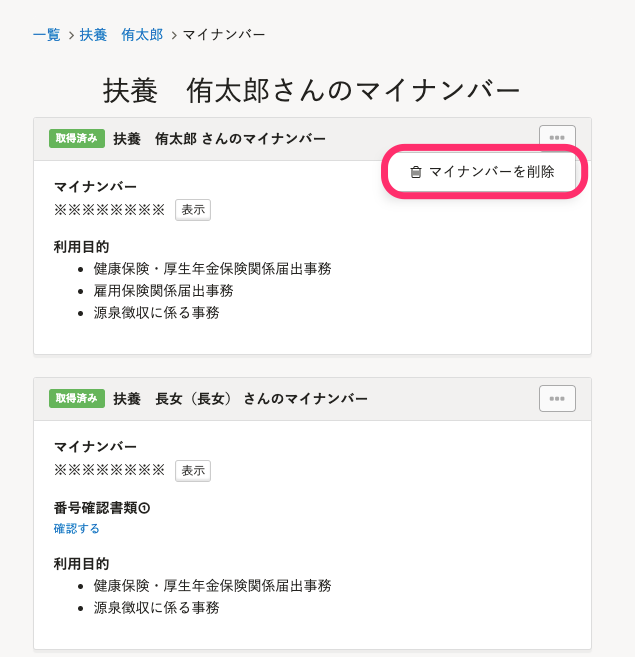 一覧 > 扶養　侑太郎 > マイナンバー
扶養　侑太郎さんのマイナンバー
取得済み 扶養　侑太郎 さんのマイナンバー
マイナンバーを削除
マイナンバー
※※※※※※※※ 表示
利用目的
• 健康保険・厚生年金保険関係届出事務
• 雇用保険関係届出事務
• 源泉徴収に係る事務
取得済み 扶養　長女（長女） さんのマイナンバー
マイナンバー
※※※※※※※※ 表示
番号確認書類①
確認する
利用目的
• 健康保険・厚生年金保険関係届出事務
• 源泉徴収に係る事務